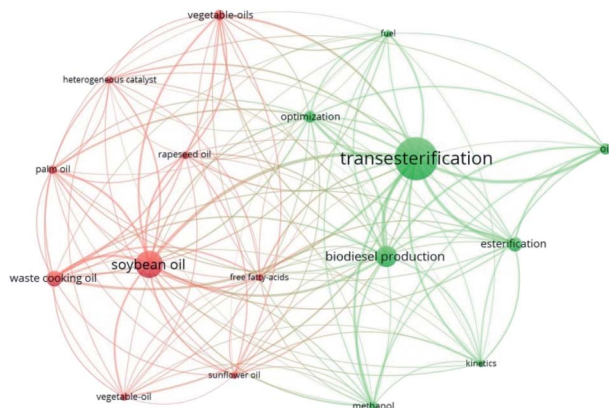 vegetable-oils
fuel
heterogeneous catalyst
optimization
transesterification
oil
rapeseed oil
palm oil
esterification
biodiesel production
soybean oil
waste cooking oil
free fatty-acids
kinetics
sunflower oil
vegetable-oil
methanol